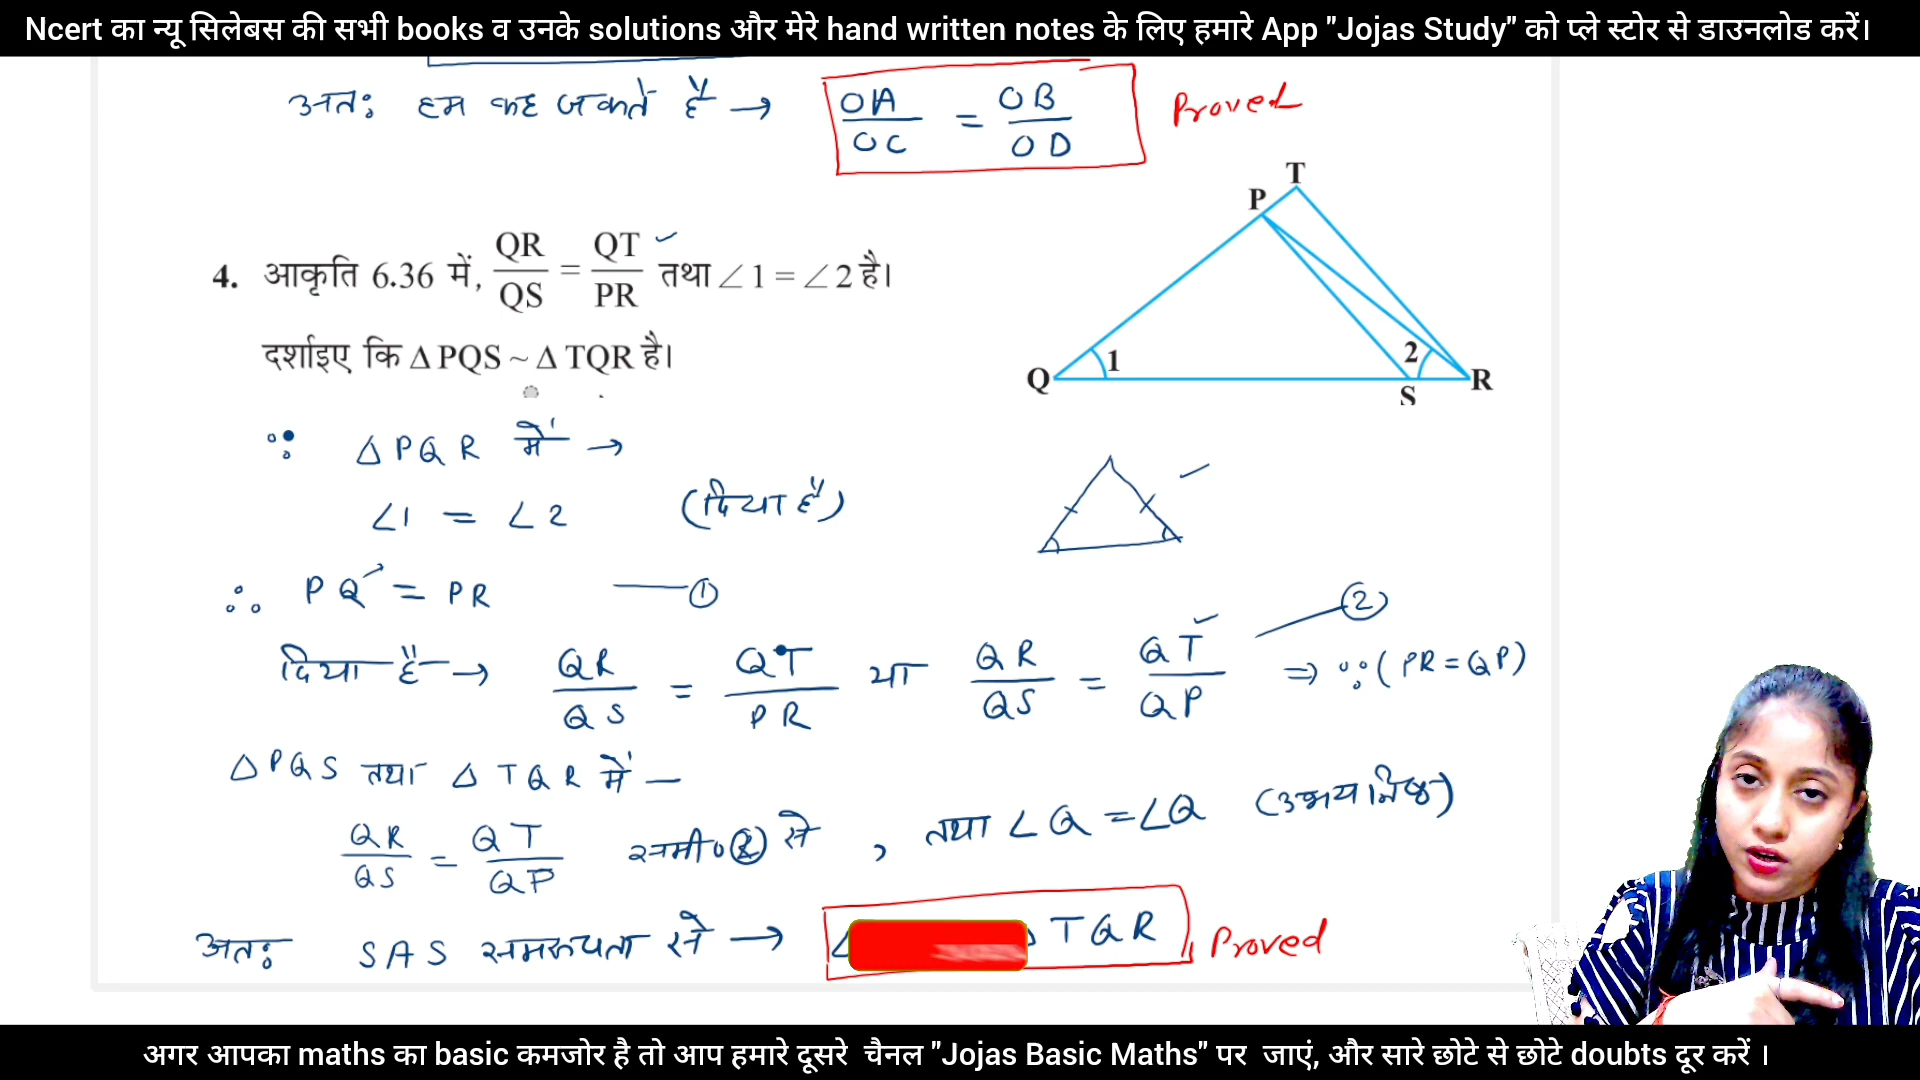 Ncert का न्यू सिलेबस की सभी books व उनके solutions और मेरे hand written notes के लिए हमारे App "Jojas Study" को प्ले स्टोर से डाउनलोड करें।
अतः हम कह सकते हैं → OA/OC = OB/OD Proved
4. आकृति 6.36 में, QR/QS = QT/PR तथा ∠1 = ∠2 है।
दर्शाइए कि Δ PQS ~ Δ TQR है।
T
P
Q 1 2 S R
∵ Δ PQR में →
∠1 = ∠2 (दिया है)
∴ PQ = PR — ①
दिया है → QR/QS = QT/PR या QR/QS = QT/QP — ② ⇒ ∵ (PR = QP)
Δ PQS तथा Δ TQR में —
QR/QS = QT/QP समी० ② से , तथा ∠Q = ∠Q (उभयनिष्ठ)
अतः SAS समरूपता से → Δ TQR Proved
अगर आपका maths का basic कमजोर है तो आप हमारे दूसरे चैनल "Jojas Basic Maths" पर जाएं, और सारे छोटे से छोटे doubts दूर करें ।